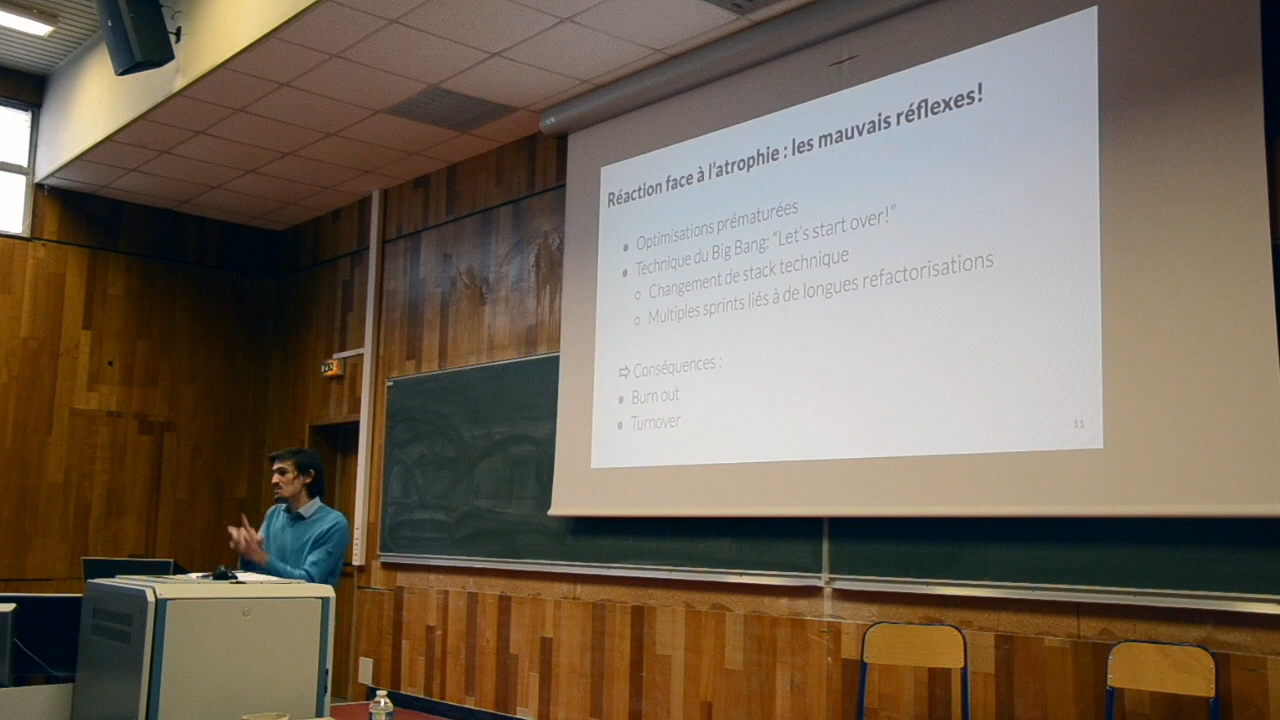 Réaction face à l'atrophie : les mauvais réflexes!
● Optimisations prématurées
● Technique du Big Bang: “Let's start over!”
○ Changement de stack technique
○ Multiples sprints liés à de longues refactorisations
⇨ Conséquences :
● Burn out
● Turnover
11